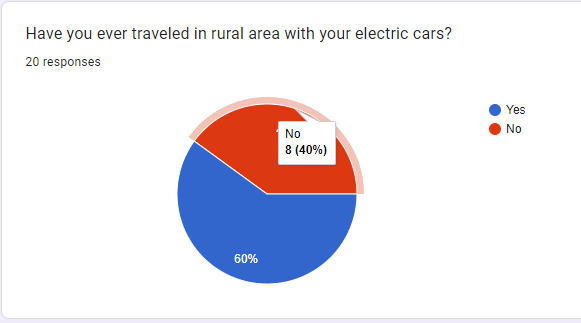 Have you ever traveled in rural area with your electric cars?
20 responses
Yes
No
No
8 (40%)
60%